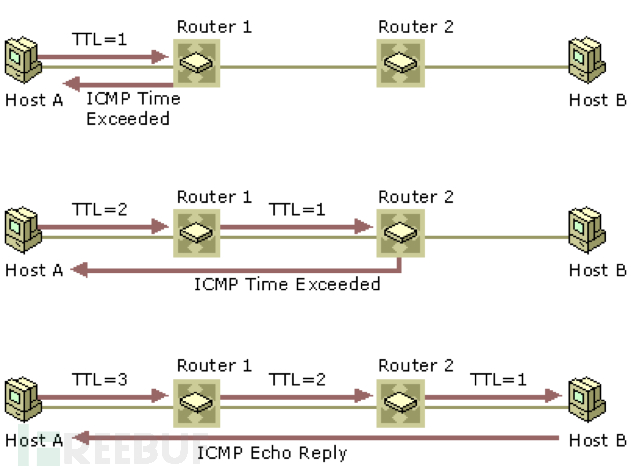 TTL=1
Router 1
Router 2
Host A
ICMP Time
Exceeded
Host B
TTL=2
Router 1
TTL=1
Router 2
Host A
ICMP Time Exceeded
Host B
TTL=3
Router 1
TTL=2
Router 2
TTL=1
Host A
ICMP Echo Reply
Host B
REEBUF